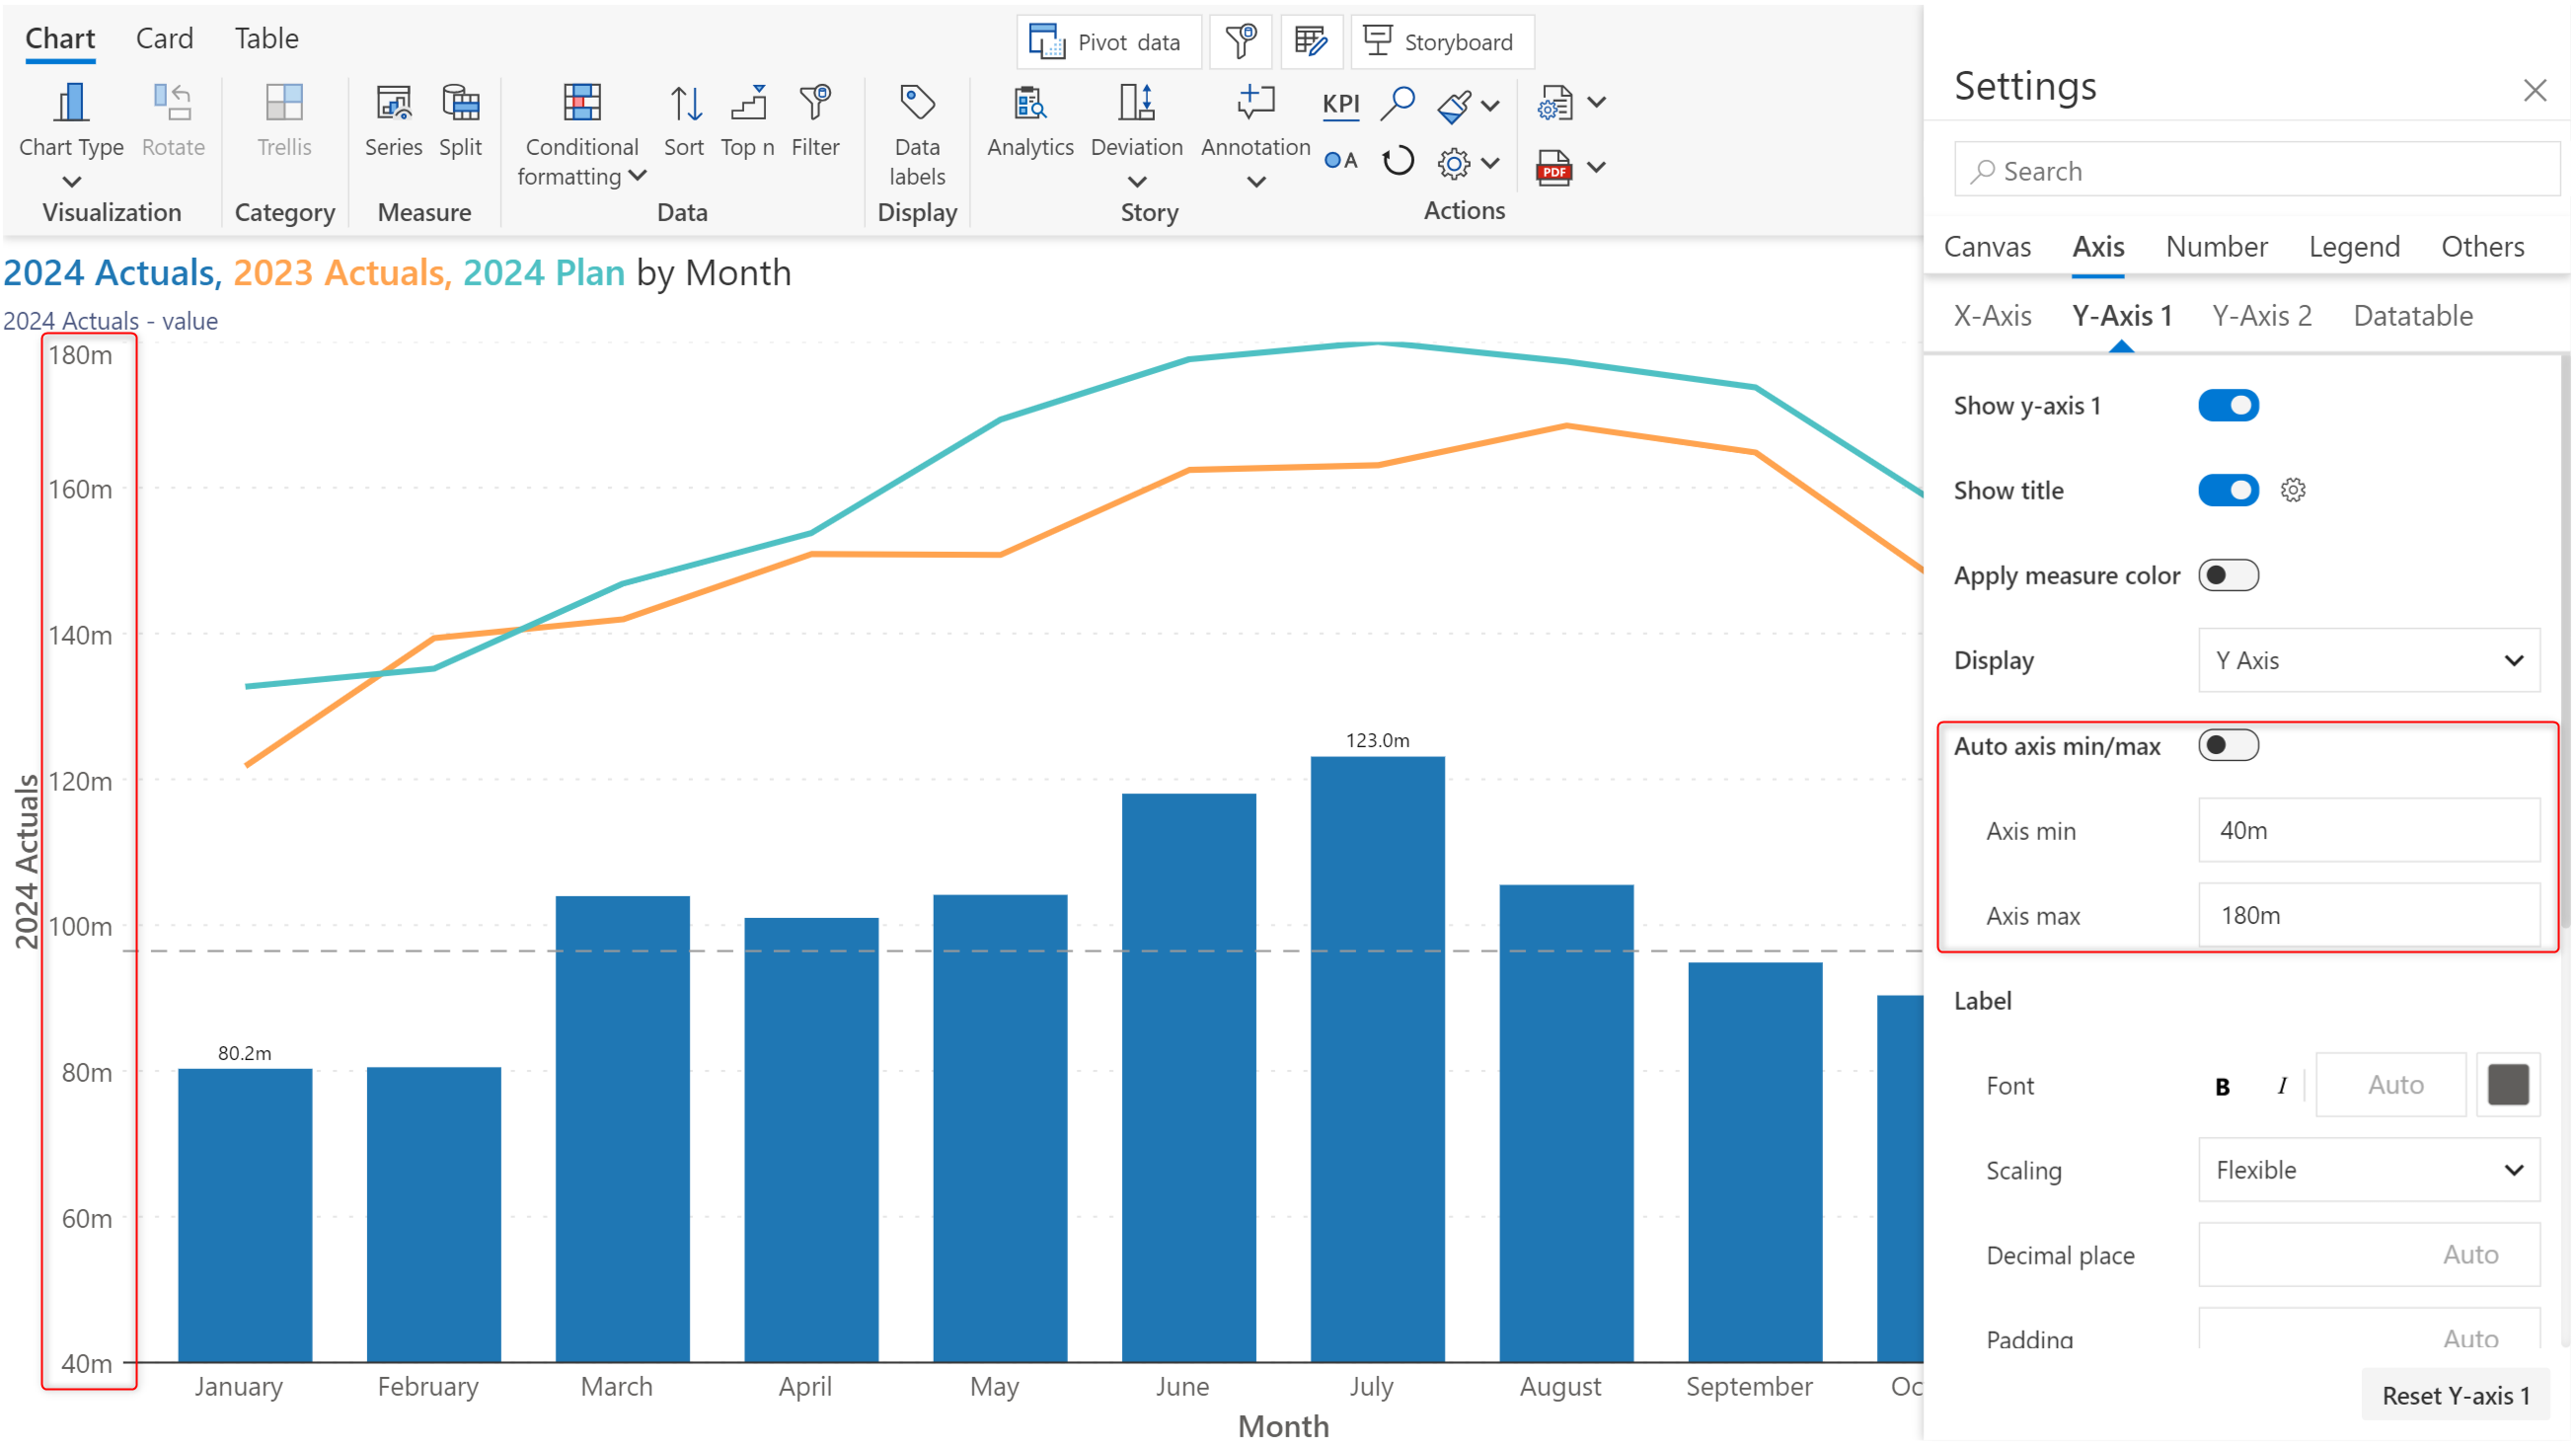 Chart Card Table
Pivot data Storyboard
Chart Type Rotate Trellis Series Split Conditional formatting Sort Top n Filter Data labels Analytics Deviation Annotation KPI
A
PDF
Visualization Category Measure Data Display Story Actions
2024 Actuals, 2023 Actuals, 2024 Plan by Month
2024 Actuals - value
180m
160m
140m
120m
100m
80m
60m
40m
2024 Actuals
123.0m
80.2m
January February March April May June July August September Oc
Month
Settings
Search
Canvas Axis Number Legend Others
X-Axis Y-Axis 1 Y-Axis 2 Datatable
Show y-axis 1
Show title
Apply measure color
Display Y Axis
Auto axis min/max
Axis min 40m
Axis max 180m
Label
Font B I Auto
Scaling Flexible
Decimal place Auto
Padding Auto
Reset Y-axis 1